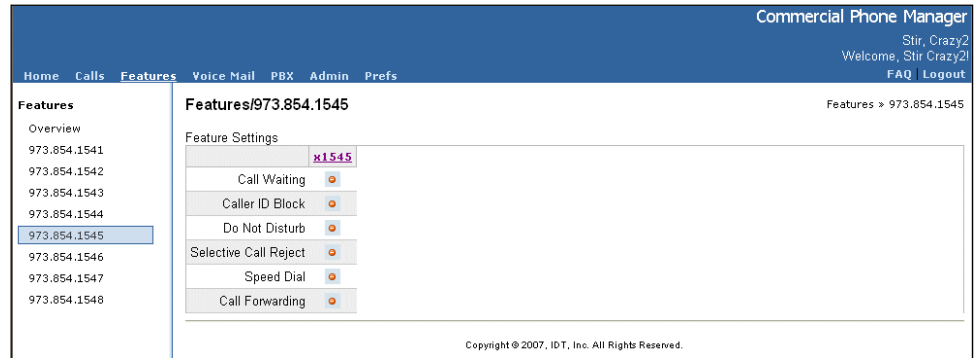 Commercial Phone Manager
Stir, Crazy2
Welcome, Stir Crazy2!
Home Calls Features Voice Mail PBX Admin Prefs FAQ Logout
Features
Overview
973.854.1541
973.854.1542
973.854.1543
973.854.1544
973.854.1545
973.854.1546
973.854.1547
973.854.1548
Features/973.854.1545 Features » 973.854.1545
Feature Settings
x1545
Call Waiting
Caller ID Block
Do Not Disturb
Selective Call Reject
Speed Dial
Call Forwarding
Copyright © 2007, IDT, Inc. All Rights Reserved.